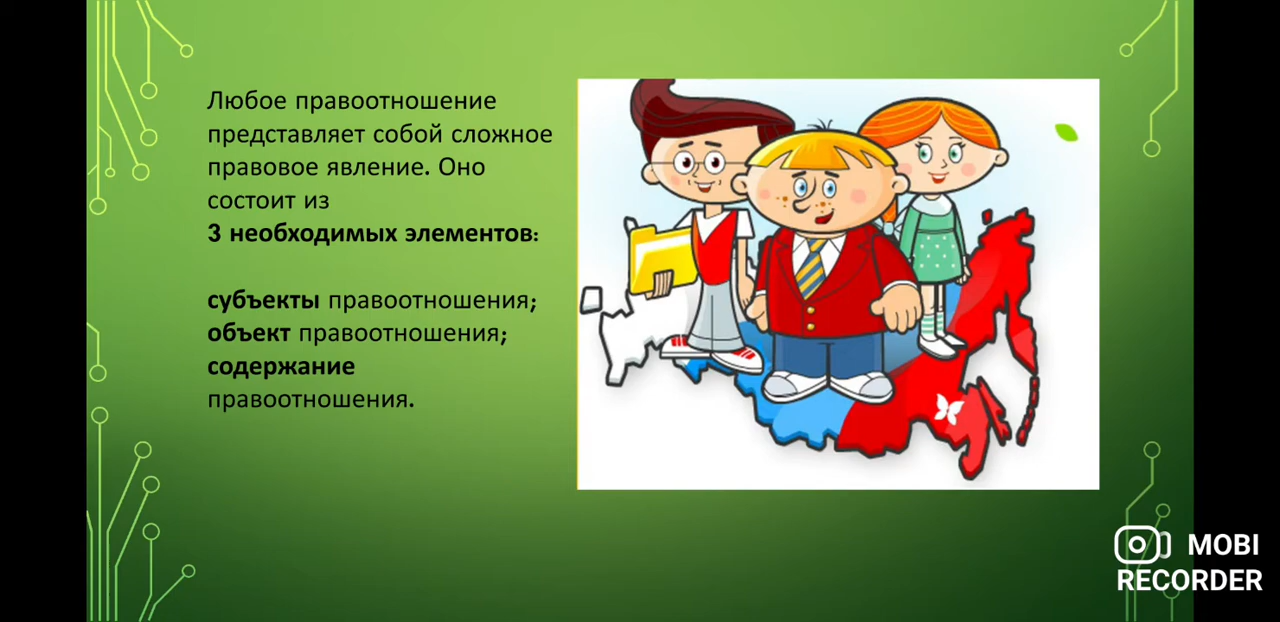 Любое правоотношение
представляет собой сложное
правовое явление. Оно
состоит из
3 необходимых элементов:
субъекты правоотношения;
объект правоотношения;
содержание
правоотношения.
MOBI
RECORDER